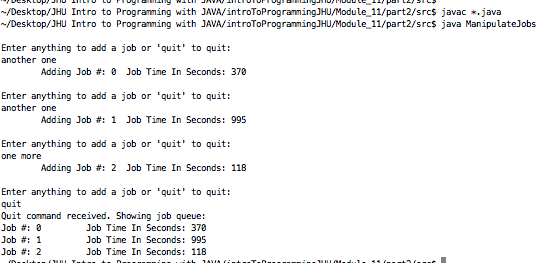 ~/Desktop/JHU Intro to Programming with JAVA/introToProgrammingJHU/Module_11/part2/src$
~/Desktop/JHU Intro to Programming with JAVA/introToProgrammingJHU/Module_11/part2/src$ javac *.java
~/Desktop/JHU Intro to Programming with JAVA/introToProgrammingJHU/Module_11/part2/src$ java ManipulateJobs
Enter anything to add a job or 'quit' to quit:
another one
Adding Job #: 0 Job Time In Seconds: 370
Enter anything to add a job or 'quit' to quit:
another one
Adding Job #: 1 Job Time In Seconds: 995
Enter anything to add a job or 'quit' to quit:
one more
Adding Job #: 2 Job Time In Seconds: 118
Enter anything to add a job or 'quit' to quit:
quit
Quit command received. Showing job queue:
Job #: 0 Job Time In Seconds: 370
Job #: 1 Job Time In Seconds: 995
Job #: 2 Job Time In Seconds: 118
~/Desktop/JHU Intro to Programming with JAVA/introToProgrammingJHU/Module_11/part2/src$